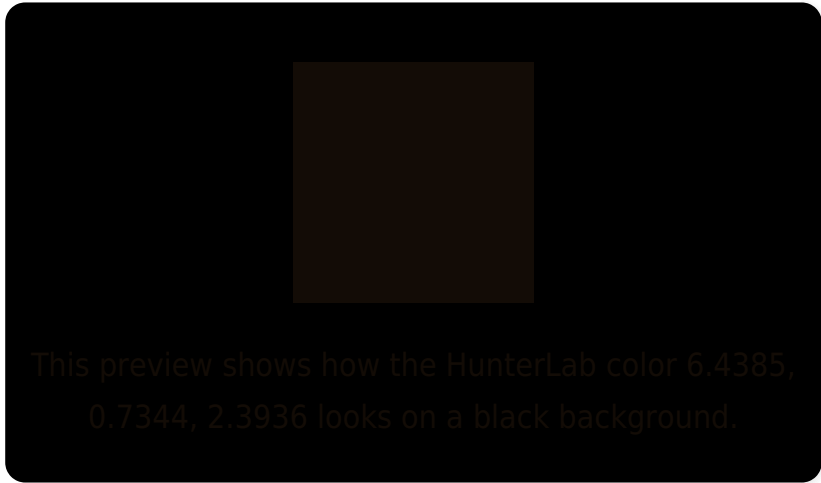 This preview shows how the HunterLab color 6.4385,
0.7344, 2.3936 looks on a black background.